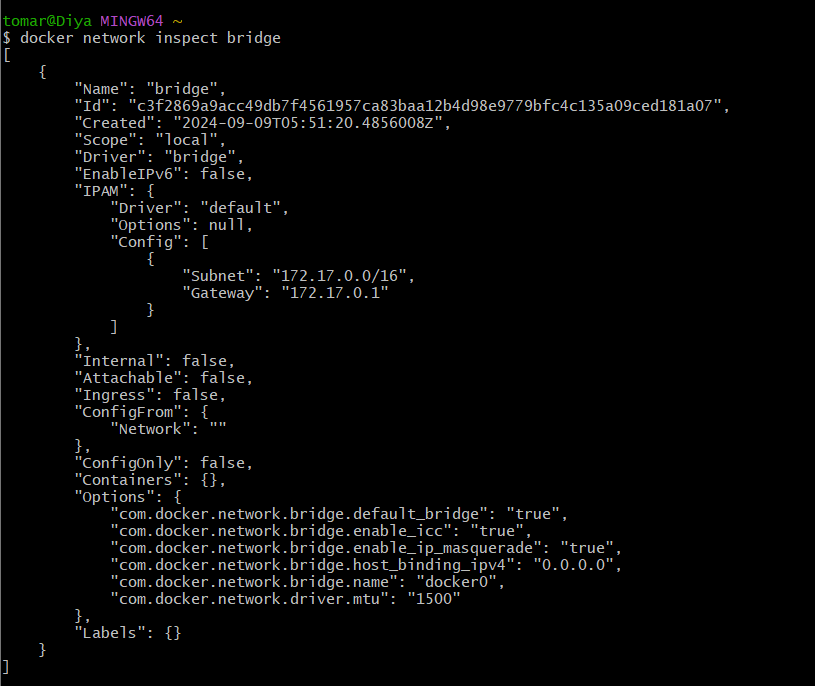 tomar@Diya MINGW64 ~
$ docker network inspect bridge
[
    {
        "Name": "bridge",
        "Id": "c3f2869a9acc49db7f4561957ca83baa12b4d98e9779bfc4c135a09ced181a07",
        "Created": "2024-09-09T05:51:20.4856008Z",
        "Scope": "local",
        "Driver": "bridge",
        "EnableIPv6": false,
        "IPAM": {
            "Driver": "default",
            "Options": null,
            "Config": [
                {
                    "Subnet": "172.17.0.0/16",
                    "Gateway": "172.17.0.1"
                }
            ]
        },
        "Internal": false,
        "Attachable": false,
        "Ingress": false,
        "ConfigFrom": {
            "Network": ""
        },
        "ConfigOnly": false,
        "Containers": {},
        "Options": {
            "com.docker.network.bridge.default_bridge": "true",
            "com.docker.network.bridge.enable_icc": "true",
            "com.docker.network.bridge.enable_ip_masquerade": "true",
            "com.docker.network.bridge.host_binding_ipv4": "0.0.0.0",
            "com.docker.network.bridge.name": "docker0",
            "com.docker.network.driver.mtu": "1500"
        },
        "Labels": {}
    }
]